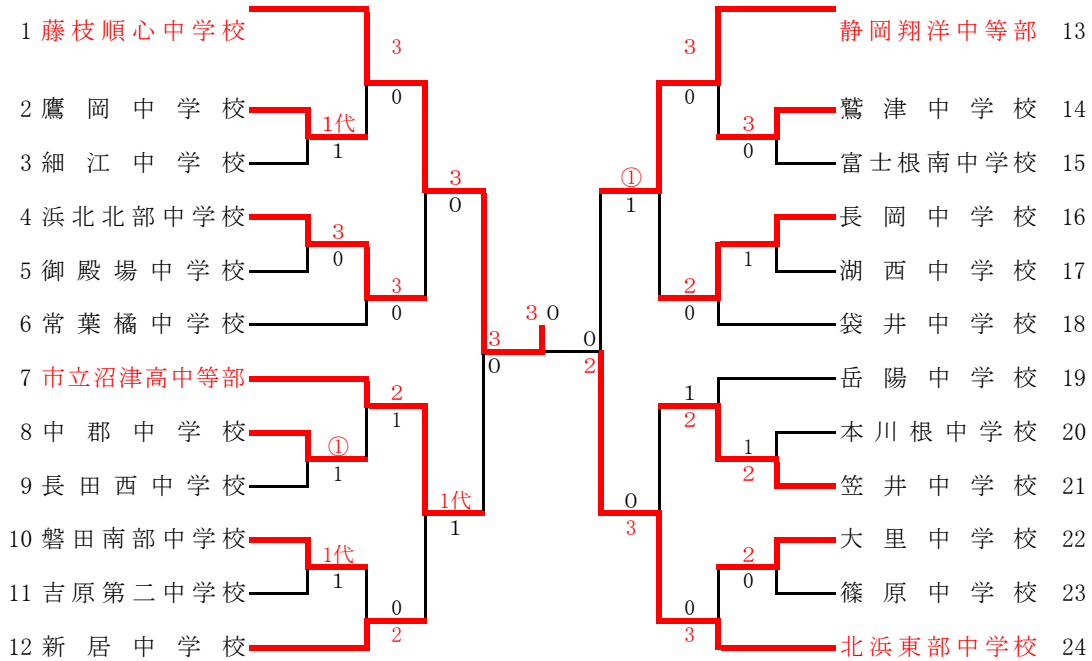 1 藤枝順心中学校
2 鷹岡中学校
3 細江中学校
4 浜北北部中学校
5 御殿場中学校
6 常葉橘中学校
7 市立沼津高中等部
8 中郡中学校
9 長田西中学校
10 磐田南部中学校
11 吉原第二中学校
12 新居中学校
3
0
1代
1
3
0
3
0
3
0
2
1
①
1
1代
1
1代
1
0
2
3
0
3 0
0
2
3
0
3
0
①
1
1
2
0
1
2
1
2
0
3
2
0
0
3
静岡翔洋中等部 13
鷲津中学校 14
富士根南中学校 15
長岡中学校 16
湖西中学校 17
袋井中学校 18
岳陽中学校 19
本川根中学校 20
笠井中学校 21
大里中学校 22
篠原中学校 23
北浜東部中学校 24